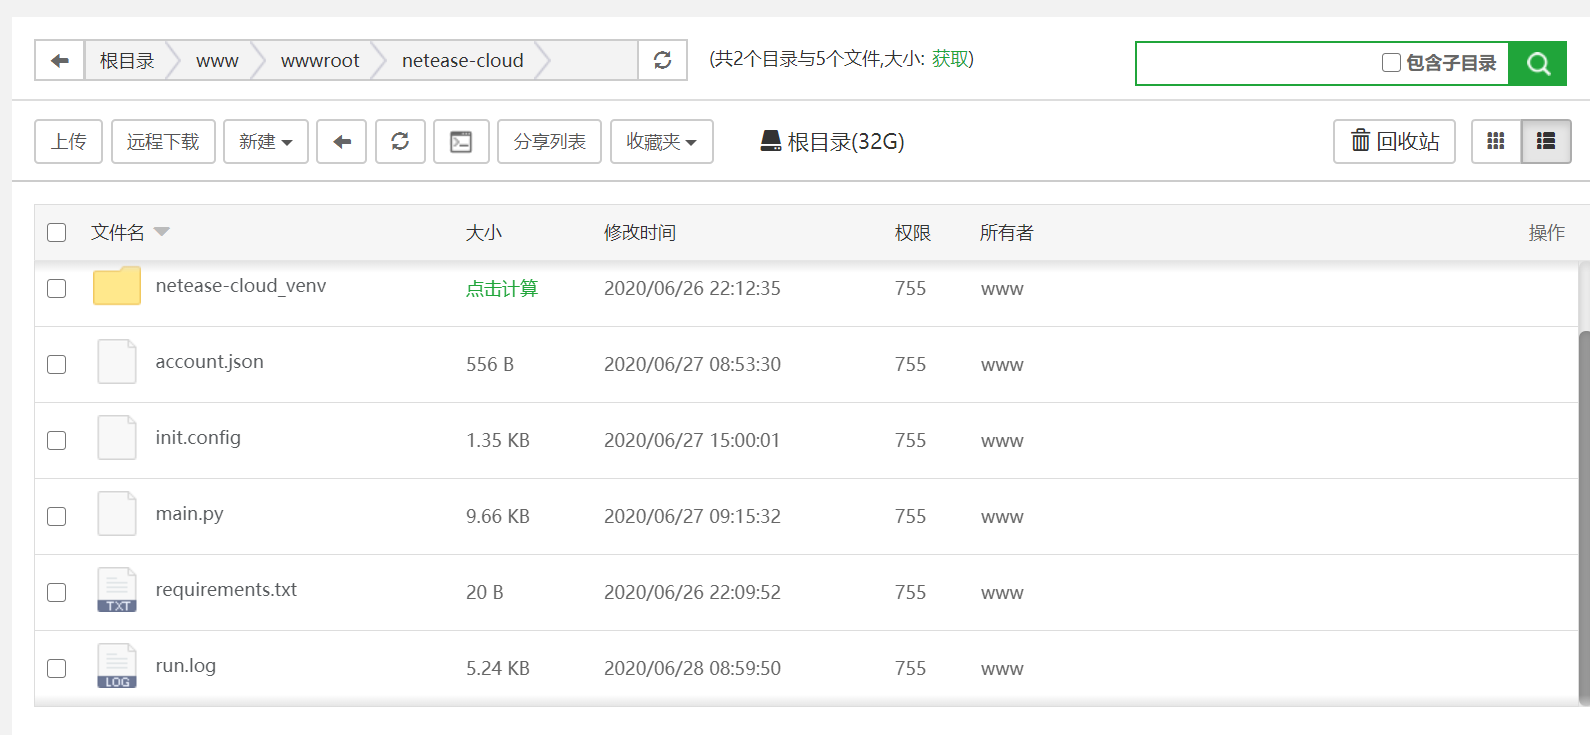 根目录 www wwwroot netease-cloud (共2个目录与5个文件,大小: 获取) 包含子目录
上传 远程下载 新建 分享列表 收藏夹 根目录(32G) 回收站
文件名 大小 修改时间 权限 所有者 操作
netease-cloud_venv 点击计算 2020/06/26 22:12:35 755 www
account.json 556 B 2020/06/27 08:53:30 755 www
init.config 1.35 KB 2020/06/27 15:00:01 755 www
main.py 9.66 KB 2020/06/27 09:15:32 755 www
TXT requirements.txt 20 B 2020/06/26 22:09:52 755 www
LOG run.log 5.24 KB 2020/06/28 08:59:50 755 www